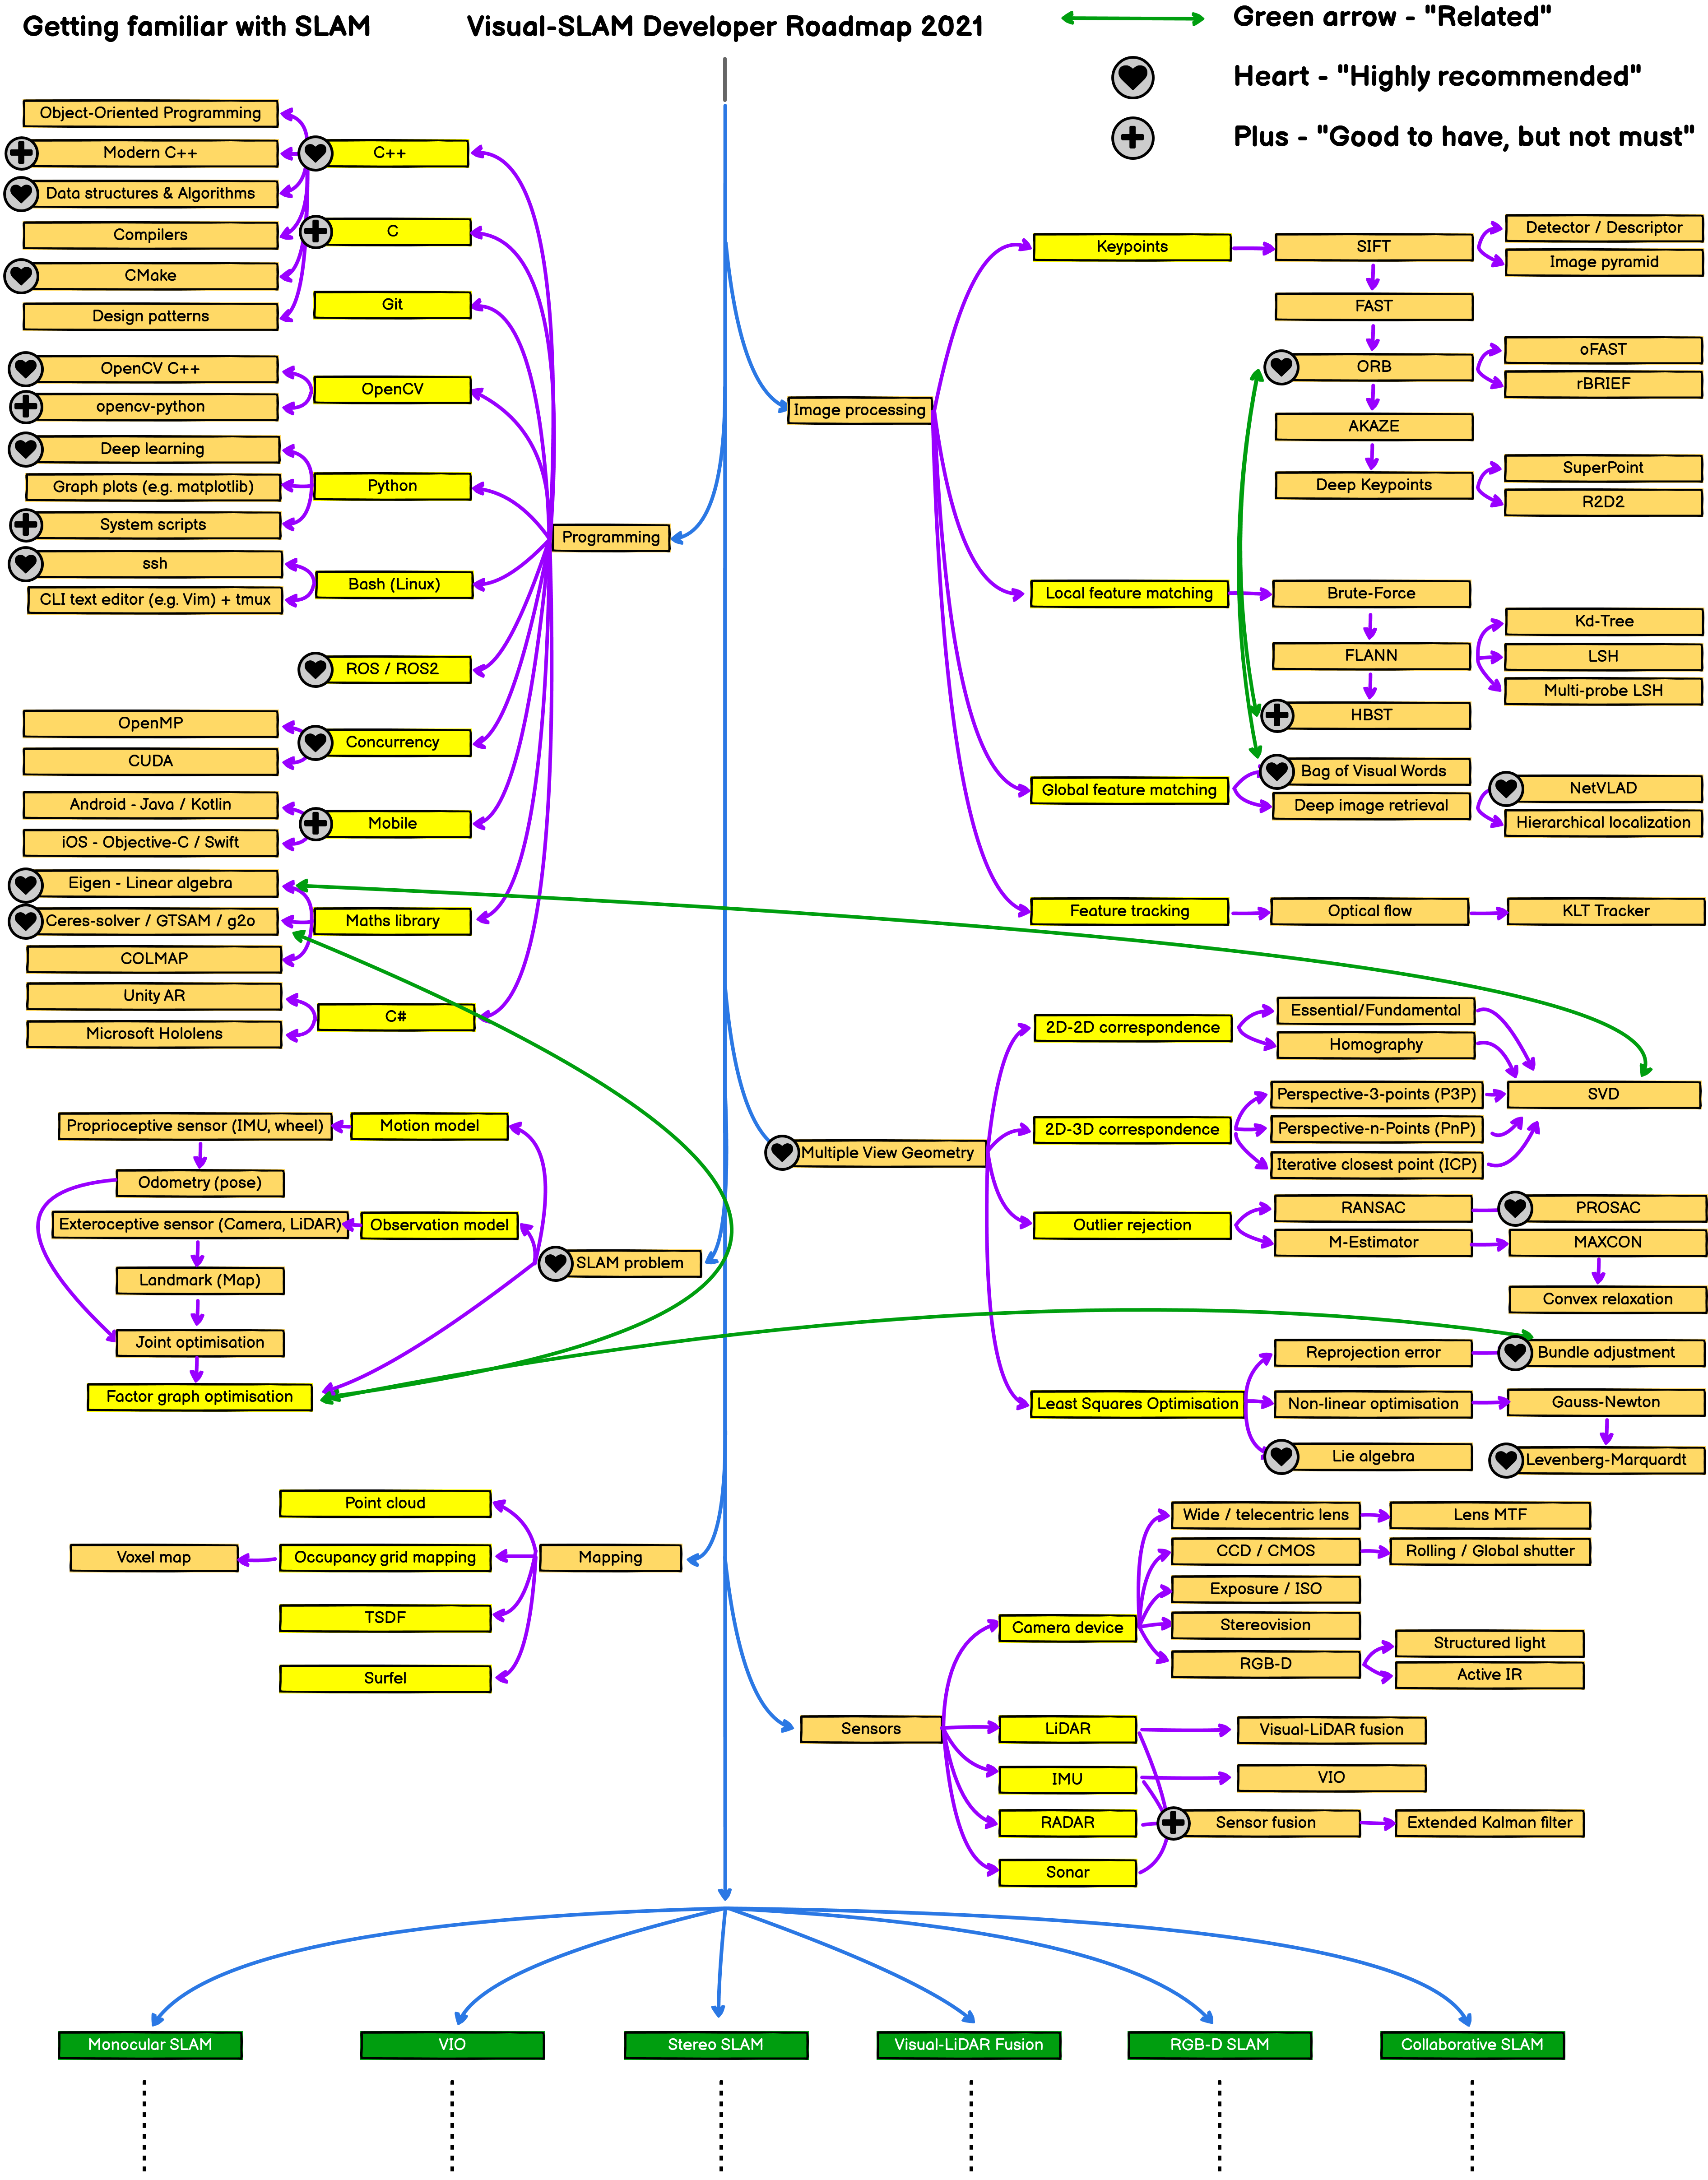 Getting familiar with SLAM
Visual-SLAM Developer Roadmap 2021
Green arrow - "Related"
Heart - "Highly recommended"
Plus - "Good to have, but not must"
Object-Oriented Programming
Modern C++
Data structures & Algorithms
Compilers
CMake
Design patterns
C++
C
Git
OpenCV C++
opencv-python
OpenCV
Deep learning
Graph plots (e.g. matplotlib)
System scripts
Python
ssh
CLI text editor (e.g. Vim) + tmux
Bash (Linux)
Programming
ROS / ROS2
OpenMP
CUDA
Concurrency
Android - Java / Kotlin
iOS - Objective-C / Swift
Mobile
Eigen - Linear algebra
Ceres-solver / GTSAM / g2o
COLMAP
Maths library
Unity AR
Microsoft Hololens
C#
Image processing
Keypoints
SIFT
Detector / Descriptor
Image pyramid
FAST
ORB
oFAST
rBRIEF
AKAZE
Deep Keypoints
SuperPoint
R2D2
Local feature matching
Brute-Force
FLANN
Kd-Tree
LSH
Multi-probe LSH
HBST
Global feature matching
Bag of Visual Words
Deep image retrieval
NetVLAD
Hierarchical localization
Feature tracking
Optical flow
KLT Tracker
Multiple View Geometry
2D-2D correspondence
Essential/Fundamental
Homography
SVD
2D-3D correspondence
Perspective-3-points (P3P)
Perspective-n-Points (PnP)
Iterative closest point (ICP)
Outlier rejection
RANSAC
PROSAC
M-Estimator
MAXCON
Convex relaxation
Least Squares Optimisation
Reprojection error
Bundle adjustment
Non-linear optimisation
Gauss-Newton
Lie algebra
Levenberg-Marquardt
SLAM problem
Motion model
Proprioceptive sensor (IMU, wheel)
Odometry (pose)
Observation model
Exteroceptive sensor (Camera, LiDAR)
Landmark (Map)
Joint optimisation
Factor graph optimisation
Mapping
Point cloud
Occupancy grid mapping
Voxel map
TSDF
Surfel
Sensors
Camera device
Wide / telecentric lens
Lens MTF
CCD / CMOS
Rolling / Global shutter
Exposure / ISO
Stereovision
RGB-D
Structured light
Active IR
LiDAR
Visual-LiDAR fusion
IMU
VIO
RADAR
Sensor fusion
Extended Kalman filter
Sonar
Monocular SLAM
VIO
Stereo SLAM
Visual-LiDAR Fusion
RGB-D SLAM
Collaborative SLAM